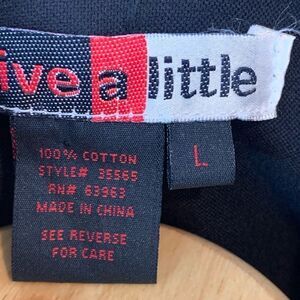 ive a little
L
100% COTTON
STYLE# 35565
RN# 63963
MADE IN CHINA
SEE REVERSE
FOR CARE